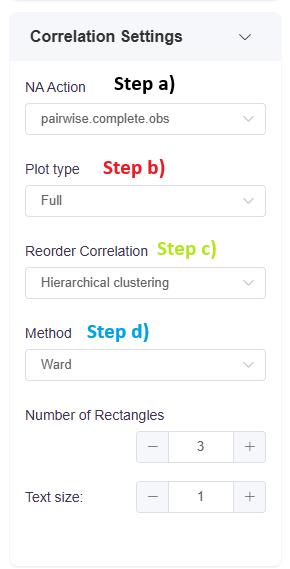 Correlation Settings
NA Action Step a)
pairwise.complete.obs
Plot type Step b)
Full
Reorder Correlation Step c)
Hierarchical clustering
Method Step d)
Ward
Number of Rectangles
− 3 +
Text size: − 1 +